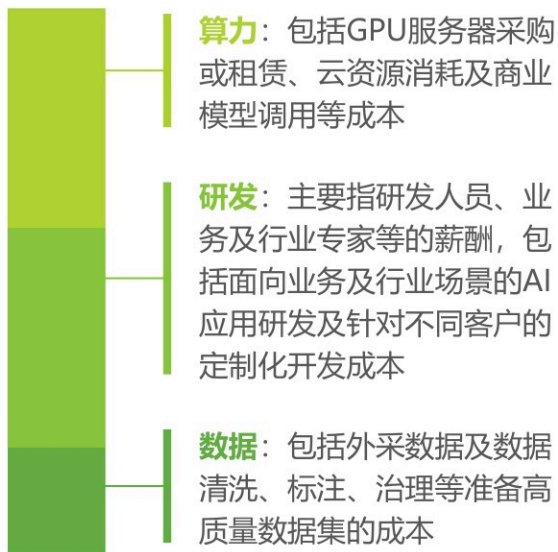 算力：包括GPU服务器采购
或租赁、云资源消耗及商业
模型调用等成本
研发：主要指研发人员、业
务及行业专家等的薪酬，包
括面向业务及行业场景的AI
应用研发及针对不同客户的
定制化开发成本
数据：包括外采数据及数据
清洗、标注、治理等准备高
质量数据集的成本